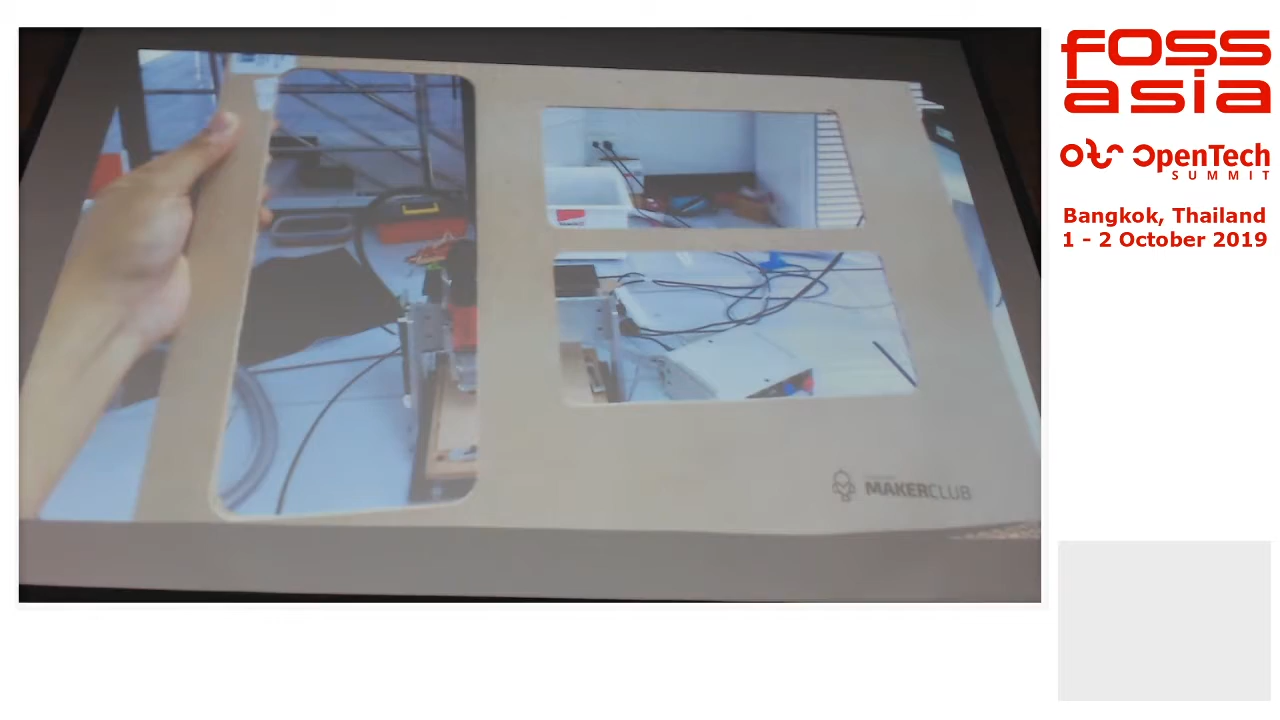 FOSS
asia
OpenTech
SUMMIT
Bangkok, Thailand
1 - 2 October 2019
MAKERCLUB